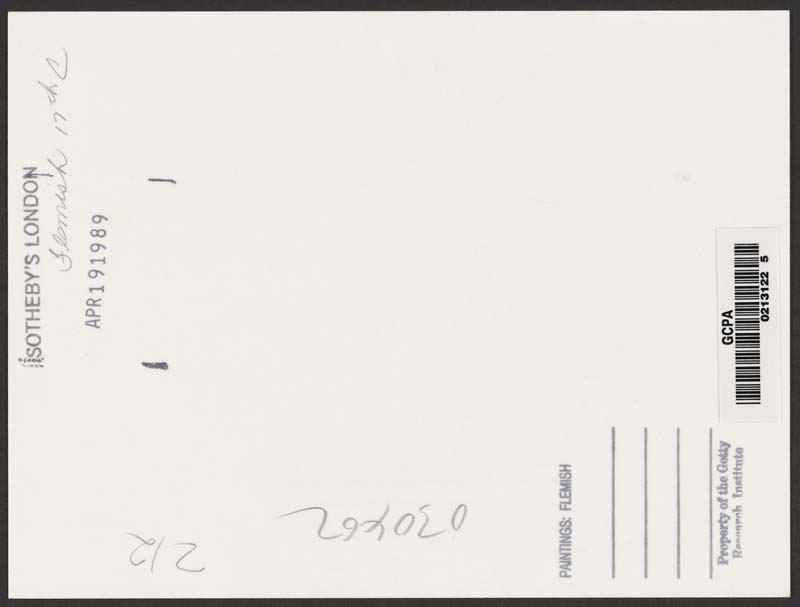 SOTHEBY'S LONDON
Flemish 17th C
APR 19 1989
212
PAINTINGS: FLEMISH
Property of the Getty
Research Institute
GCPA
0213122 5